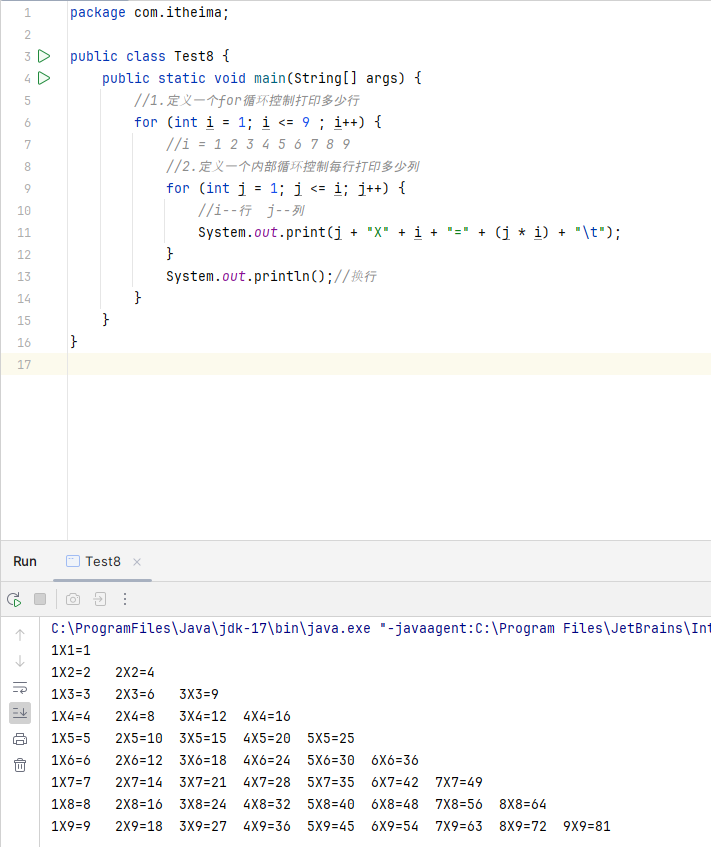 1 package com.itheima;
2
3 public class Test8 {
4 public static void main(String[] args) {
5 //1.定义一个for循环控制打印多少行
6 for (int i = 1; i <= 9 ; i++) {
7 //i = 1 2 3 4 5 6 7 8 9
8 //2.定义一个内部循环控制每行打印多少列
9 for (int j = 1; j <= i; j++) {
10 //i--行  j--列
11 System.out.print(j + "X" + i + "=" + (j * i) + "\t");
12 }
13 System.out.println();//换行
14 }
15 }
16 }
17
Run Test8
C:\ProgramFiles\Java\jdk-17\bin\java.exe "-javaagent:C:\Program Files\JetBrains\Int
1X1=1
1X2=2 2X2=4
1X3=3 2X3=6 3X3=9
1X4=4 2X4=8 3X4=12 4X4=16
1X5=5 2X5=10 3X5=15 4X5=20 5X5=25
1X6=6 2X6=12 3X6=18 4X6=24 5X6=30 6X6=36
1X7=7 2X7=14 3X7=21 4X7=28 5X7=35 6X7=42 7X7=49
1X8=8 2X8=16 3X8=24 4X8=32 5X8=40 6X8=48 7X8=56 8X8=64
1X9=9 2X9=18 3X9=27 4X9=36 5X9=45 6X9=54 7X9=63 8X9=72 9X9=81